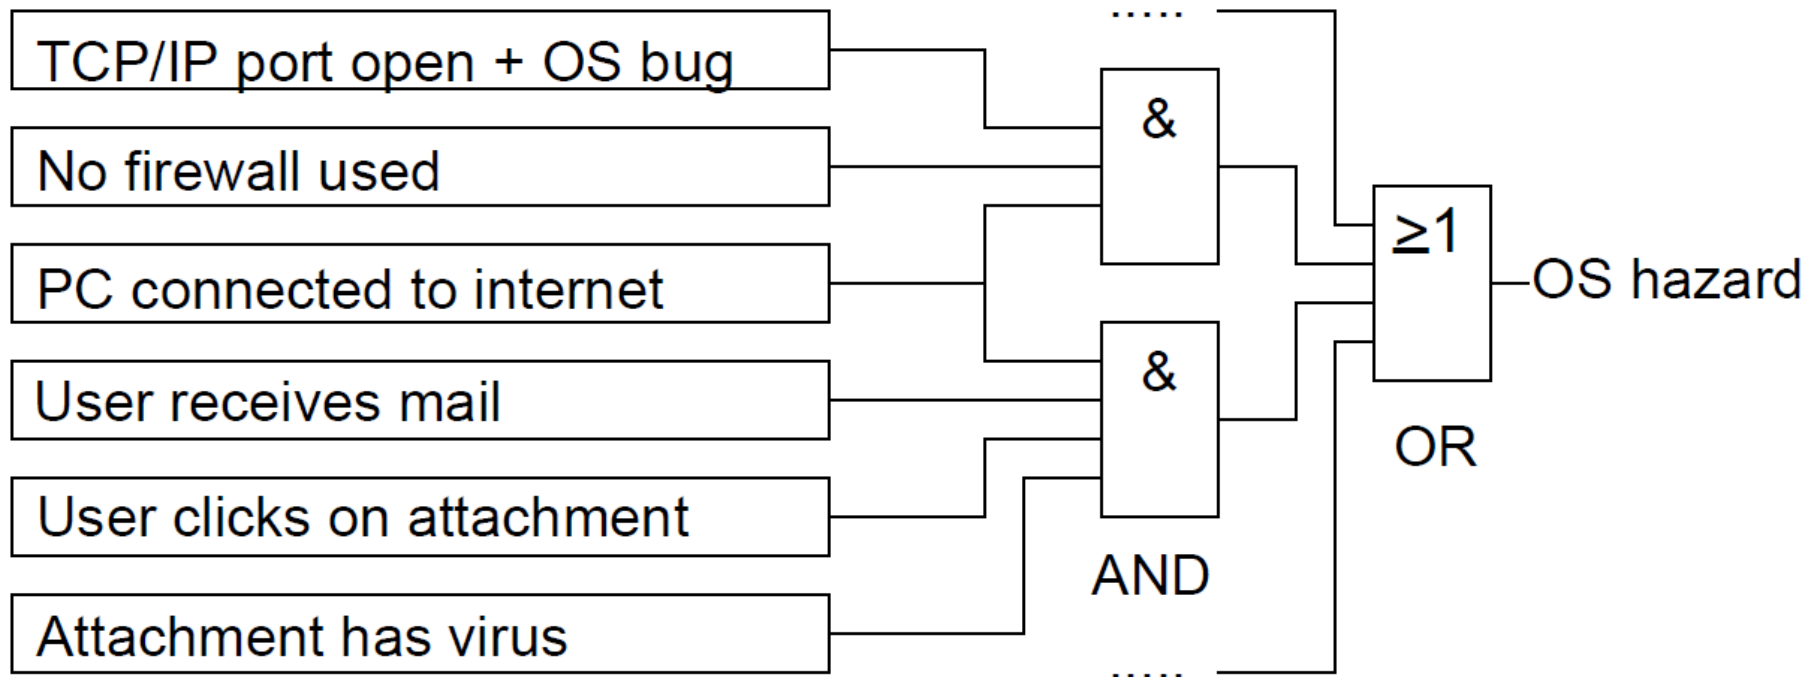 .....
TCP/IP port open + OS bug
&
No firewall used
≥1
PC connected to internet
OS hazard
&
User receives mail
OR
User clicks on attachment
AND
Attachment has virus
.....